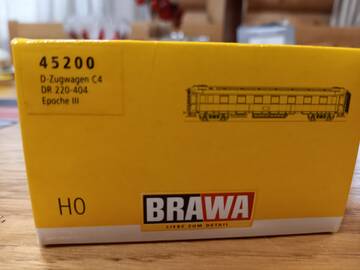 45200
D-Zugwagen C4
DR 220-404
Epoche III
H0
BRAWA
LIEBE ZUM DETAIL